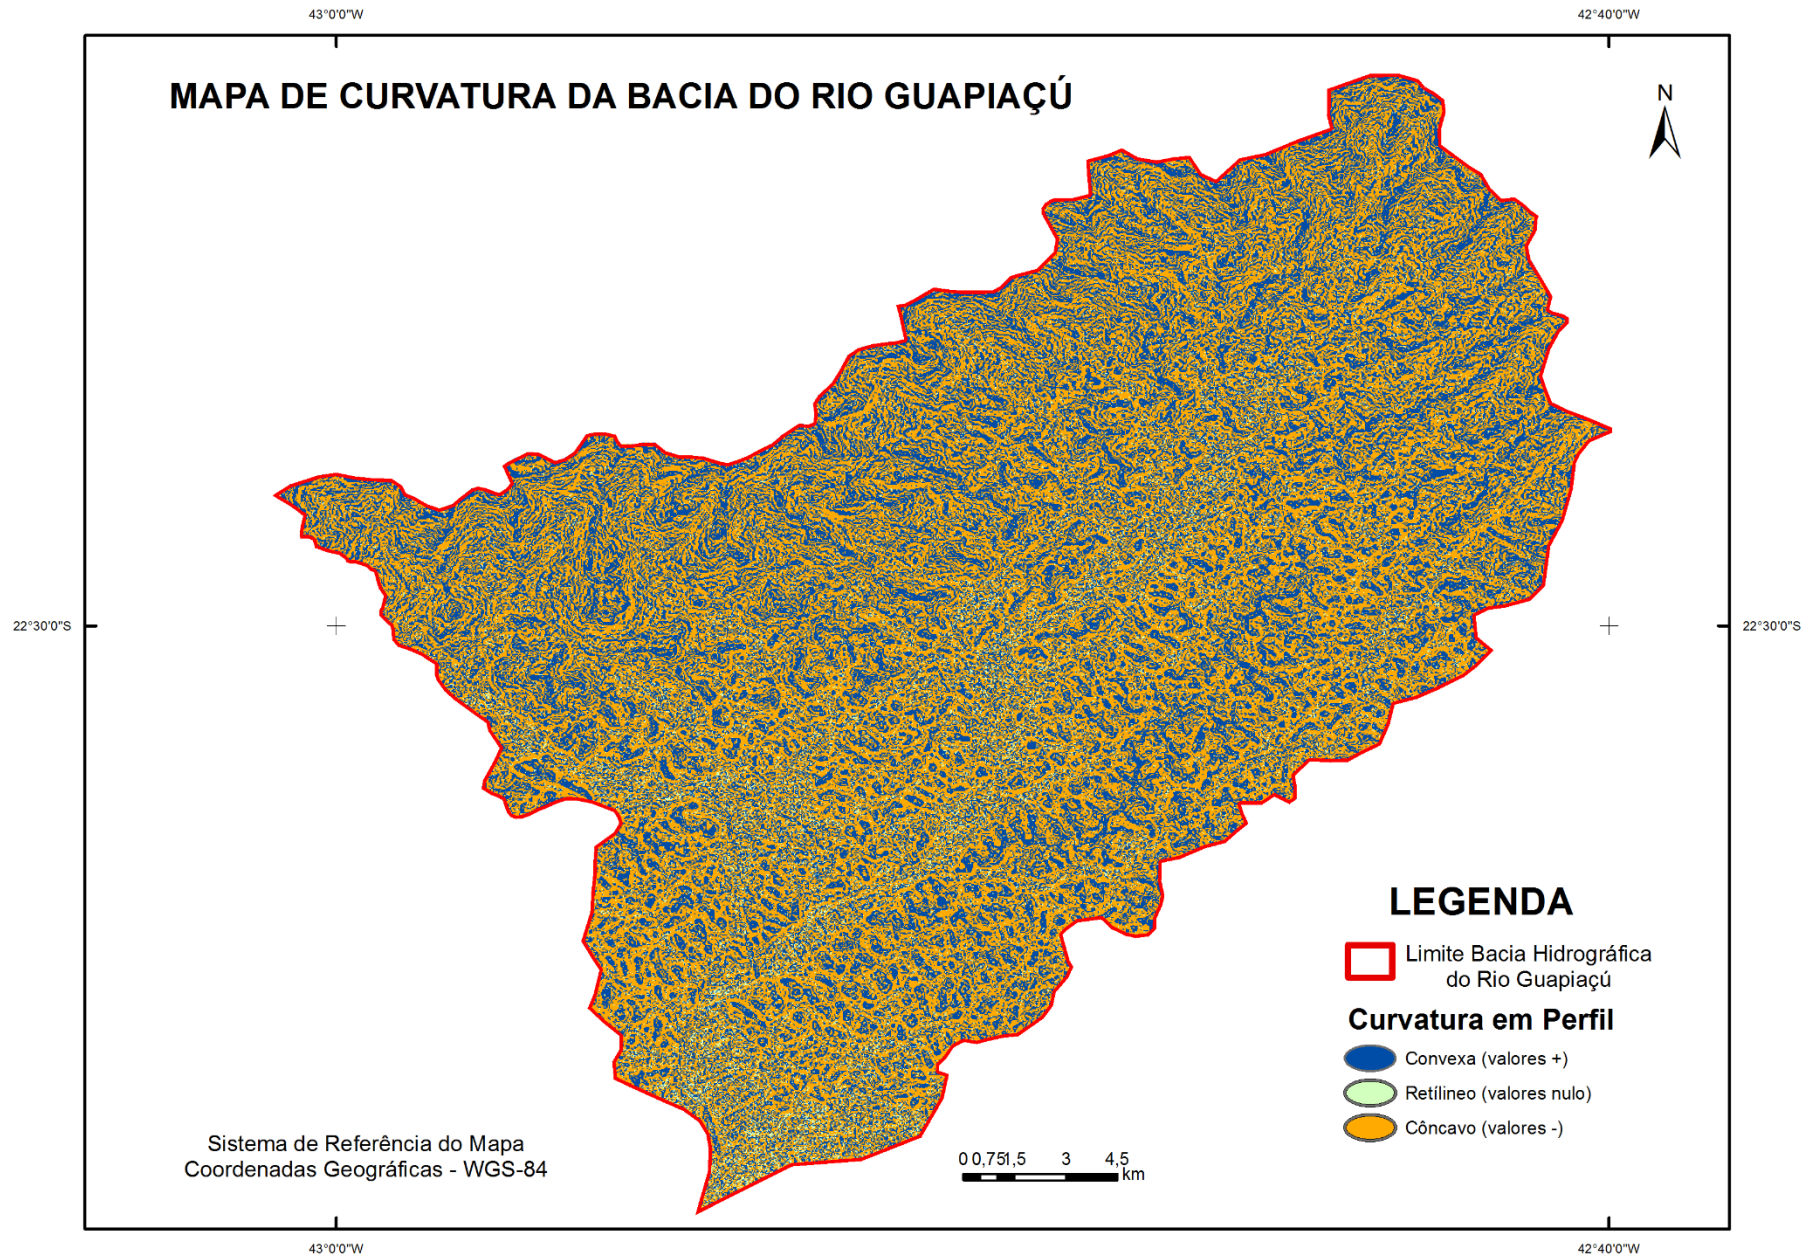 43°0'0"W
42°40'0"W
MAPA DE CURVATURA DA BACIA DO RIO GUAPIAÇÚ
N
22°30'0"S
22°30'0"S
LEGENDA
Limite Bacia Hidrográfica
do Rio Guapiaçú
Curvatura em Perfil
Convexa (valores +)
Retílineo (valores nulo)
Côncavo (valores -)
Sistema de Referência do Mapa
Coordenadas Geográficas - WGS-84
0 0,751,5 3 4,5
km
43°0'0"W
42°40'0"W